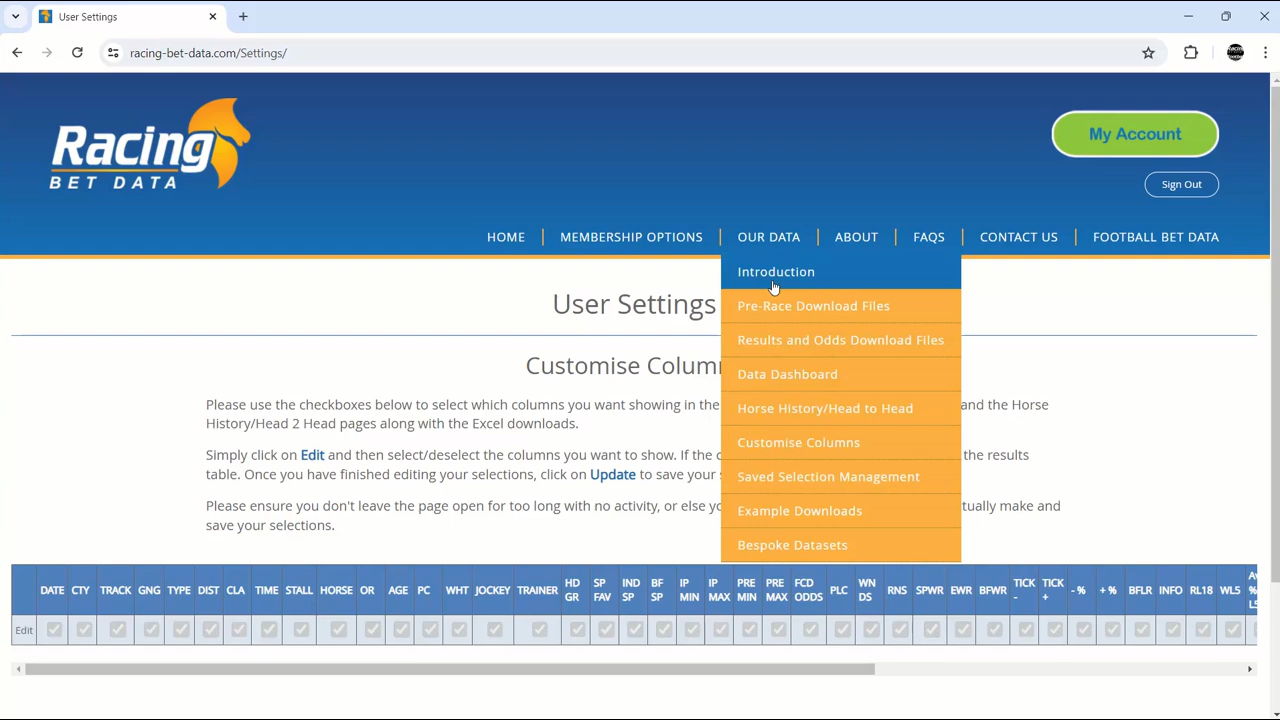 User Settings
racing-bet-data.com/Settings/
Racing
BET DATA
My Account
Sign Out
HOME
MEMBERSHIP OPTIONS
OUR DATA
ABOUT
FAQS
CONTACT US
FOOTBALL BET DATA
Introduction
Pre-Race Download Files
Results and Odds Download Files
Data Dashboard
Horse History/Head to Head
Customise Columns
Saved Selection Management
Example Downloads
Bespoke Datasets
User Settings
Customise
Please use the checkboxes below to select which columns you want showing in the and the Horse
History/Head 2 Head pages along with the Excel downloads.
Simply click on Edit and then select/deselect the columns you want to show. If the the results
table. Once you have finished editing your selections, click on Update to save your
Please ensure you don't leave the page open for too long with no activity, or else make and
save your selections.
DATE CTY TRACK GNG TYPE DIST CLA TIME STALL HORSE OR AGE PC WHT JOCKEY TRAINER HD GR SP FAV IND SP BF SP IP MIN IP MAX PRE MIN PRE MAX FCD ODDS PLC WN DS RNS SPWR EWR BFWR TICK - TICK + - % + % BFLR INFO RL18 WL5
Edit